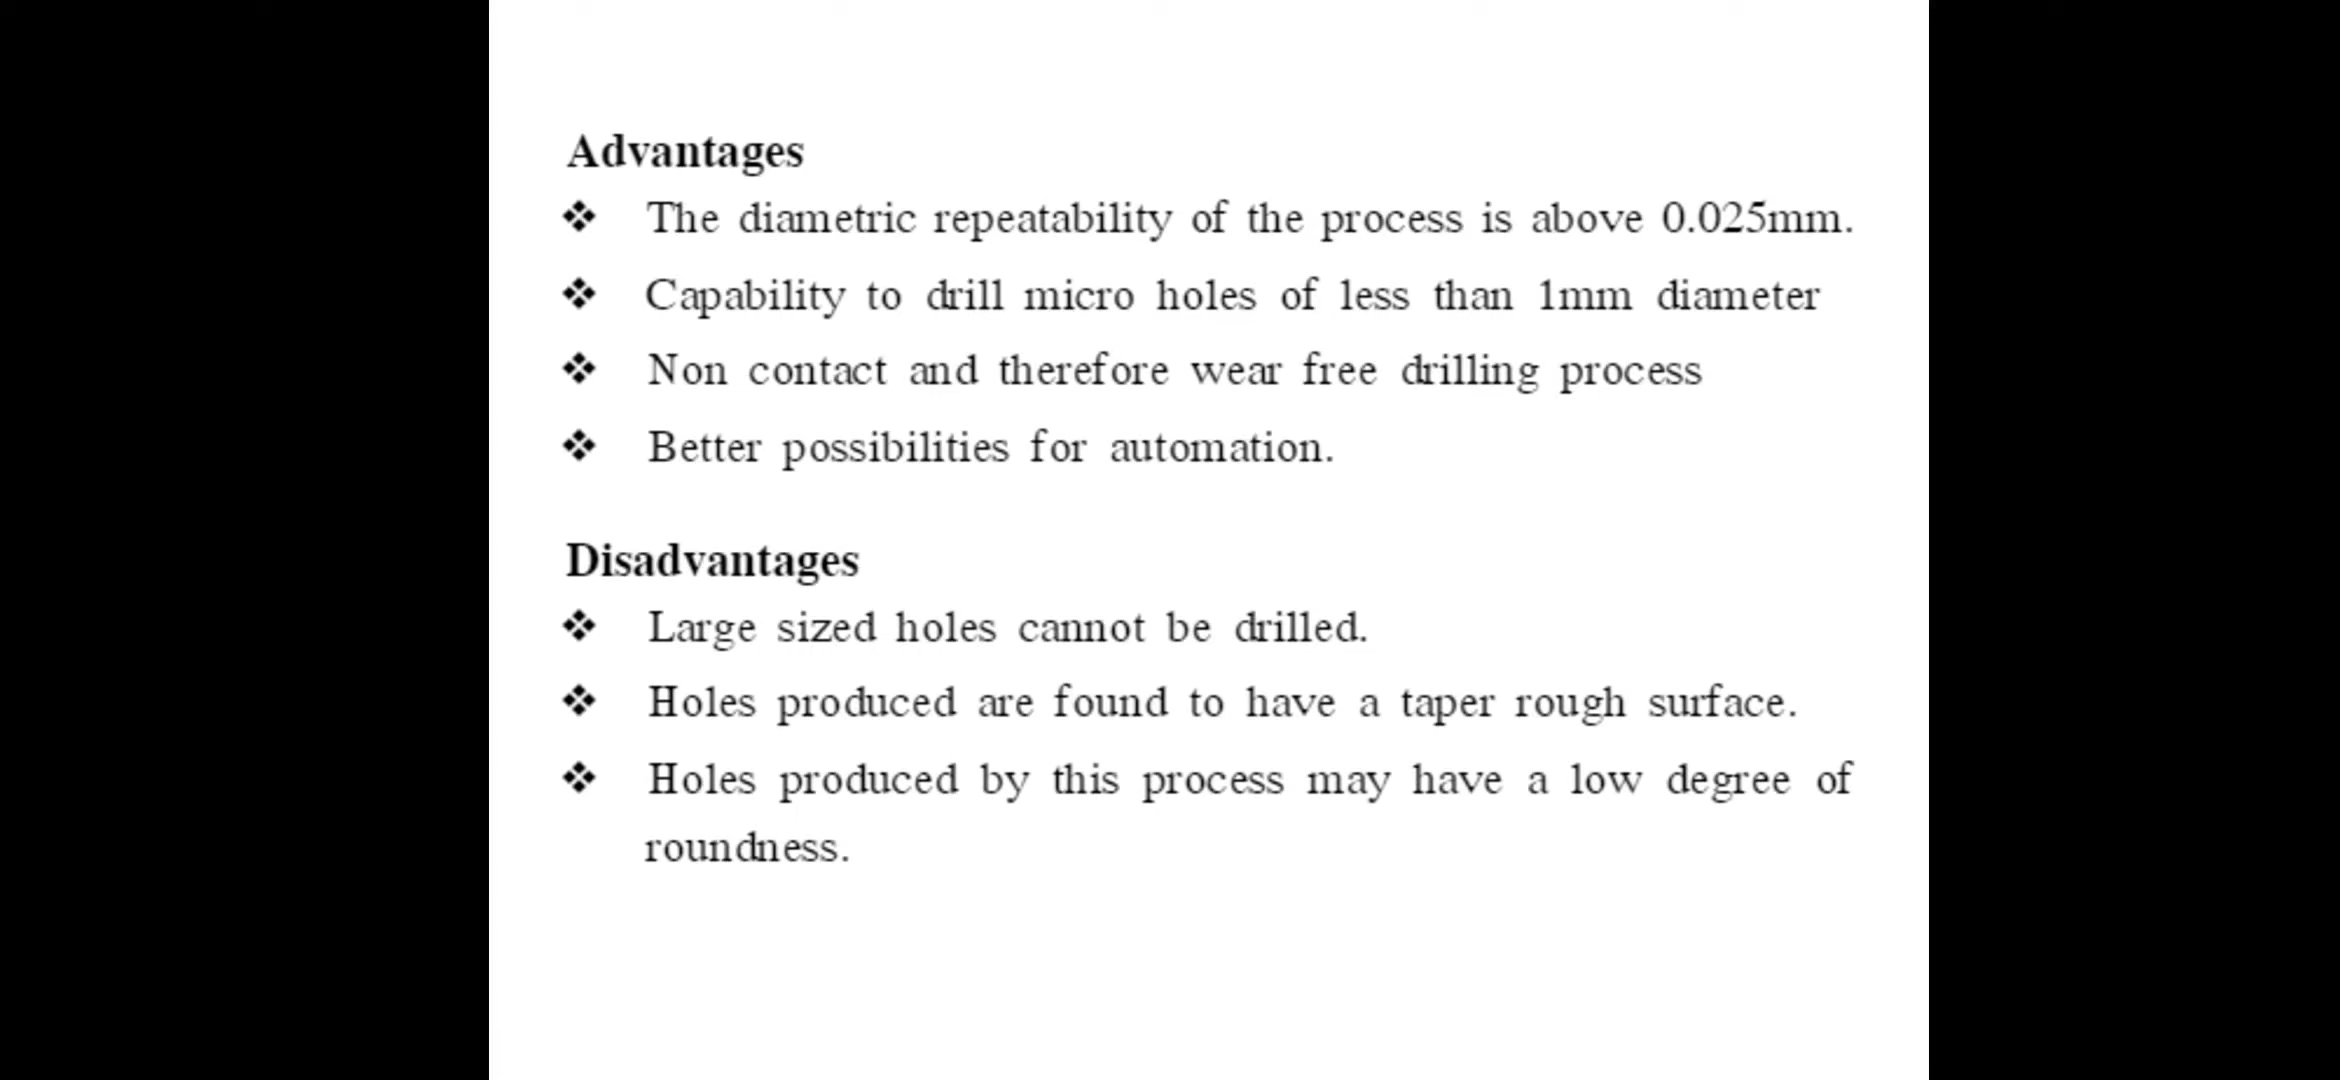 Advantages
❖ The diametric repeatability of the process is above 0.025mm.
❖ Capability to drill micro holes of less than 1mm diameter
❖ Non contact and therefore wear free drilling process
❖ Better possibilities for automation.
Disadvantages
❖ Large sized holes cannot be drilled.
❖ Holes produced are found to have a taper rough surface.
❖ Holes produced by this process may have a low degree of
roundness.